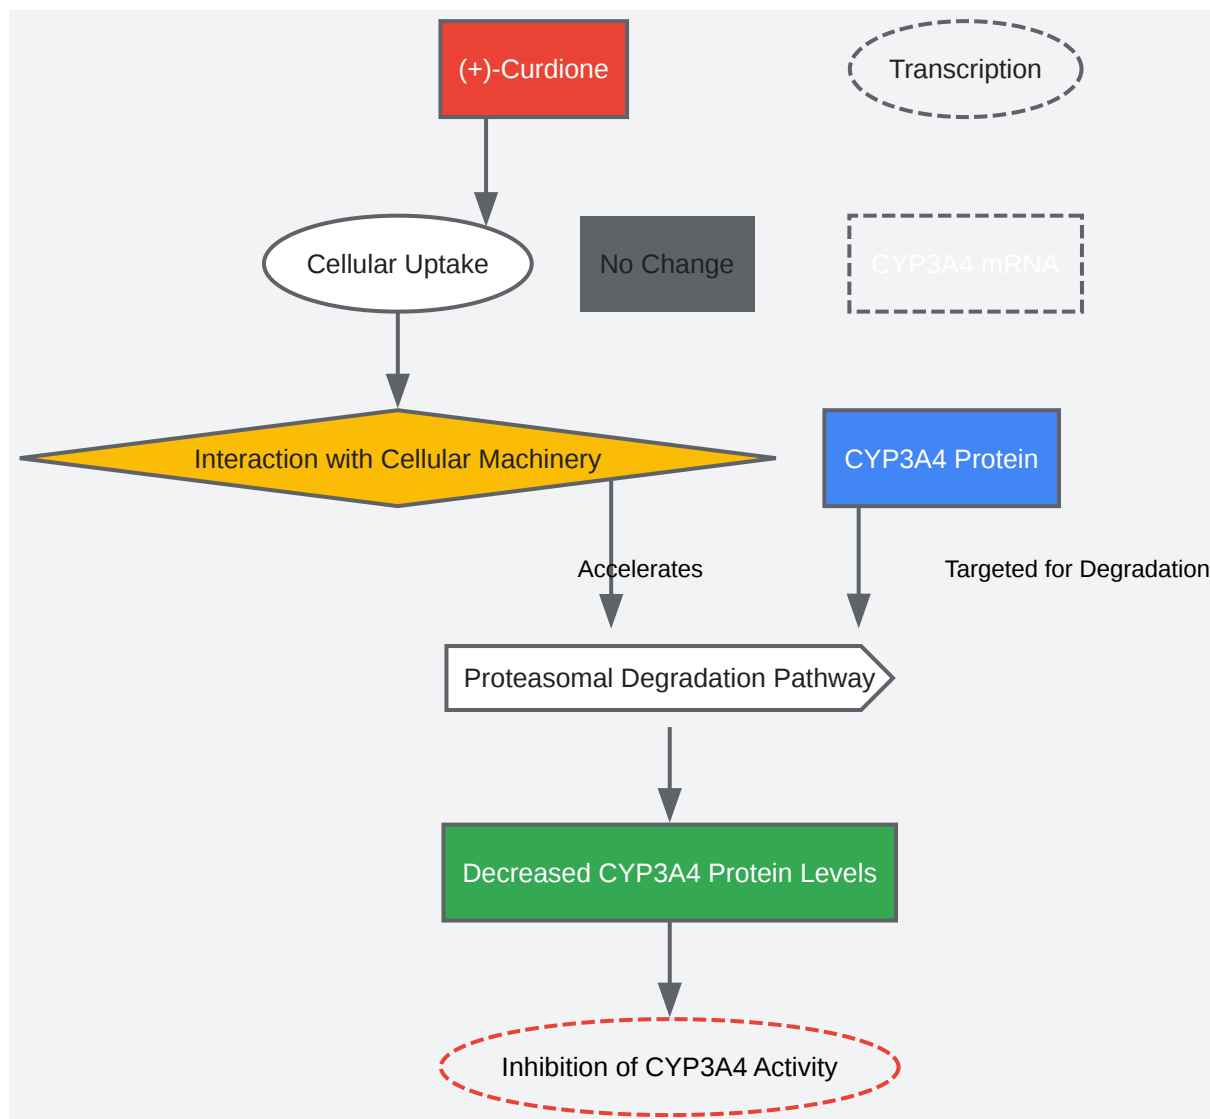 (+)-Curdione
Transcription
Cellular Uptake
No Change
CYP3A4 mRNA
Interaction with Cellular Machinery
CYP3A4 Protein
Accelerates
Targeted for Degradation
Proteasomal Degradation Pathway
Decreased CYP3A4 Protein Levels
Inhibition of CYP3A4 Activity